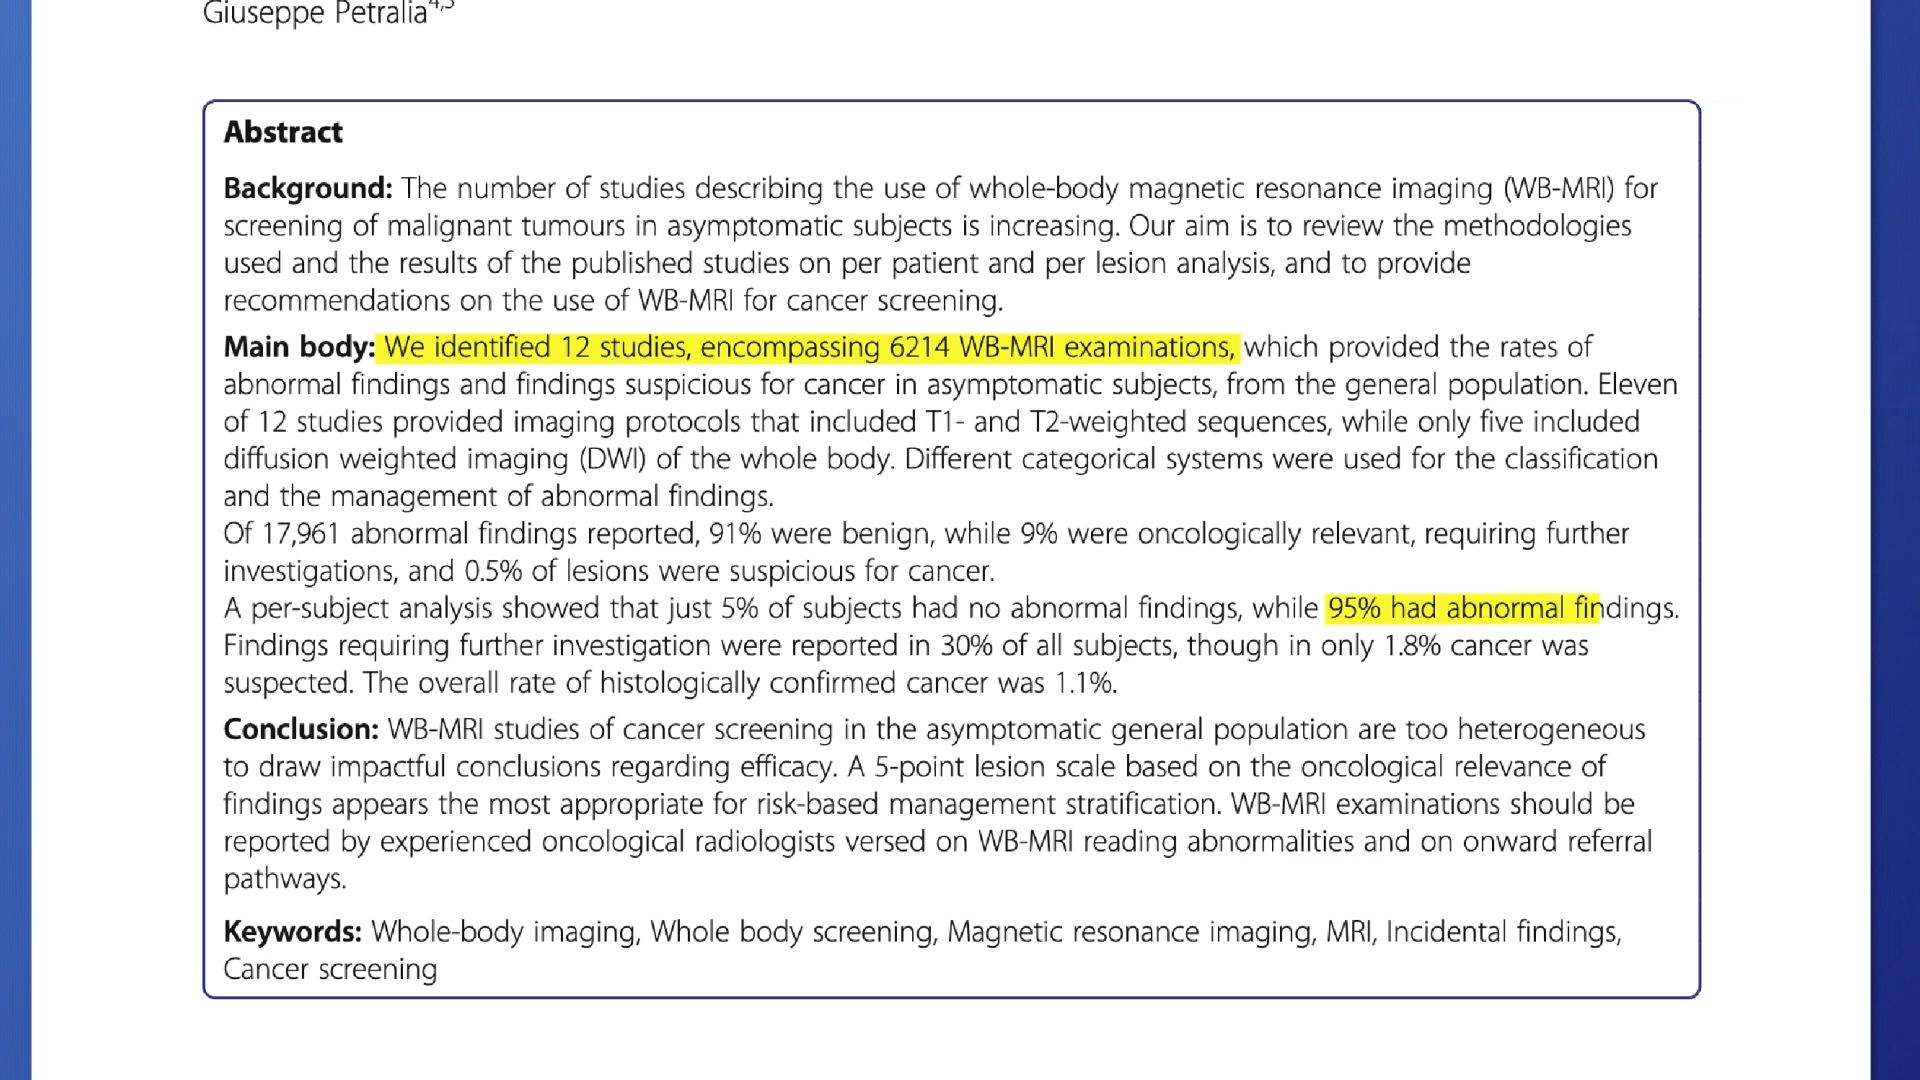 Giuseppe Petralia4,5
Abstract
Background: The number of studies describing the use of whole-body magnetic resonance imaging (WB-MRI) for
screening of malignant tumours in asymptomatic subjects is increasing. Our aim is to review the methodologies
used and the results of the published studies on per patient and per lesion analysis, and to provide
recommendations on the use of WB-MRI for cancer screening.
Main body: We identified 12 studies, encompassing 6214 WB-MRI examinations, which provided the rates of
abnormal findings and findings suspicious for cancer in asymptomatic subjects, from the general population. Eleven
of 12 studies provided imaging protocols that included T1- and T2-weighted sequences, while only five included
diffusion weighted imaging (DWI) of the whole body. Different categorical systems were used for the classification
and the management of abnormal findings.
Of 17,961 abnormal findings reported, 91% were benign, while 9% were oncologically relevant, requiring further
investigations, and 0.5% of lesions were suspicious for cancer.
A per-subject analysis showed that just 5% of subjects had no abnormal findings, while 95% had abnormal findings.
Findings requiring further investigation were reported in 30% of all subjects, though in only 1.8% cancer was
suspected. The overall rate of histologically confirmed cancer was 1.1%.
Conclusion: WB-MRI studies of cancer screening in the asymptomatic general population are too heterogeneous
to draw impactful conclusions regarding efficacy. A 5-point lesion scale based on the oncological relevance of
findings appears the most appropriate for risk-based management stratification. WB-MRI examinations should be
reported by experienced oncological radiologists versed on WB-MRI reading abnormalities and on onward referral
pathways.
Keywords: Whole-body imaging, Whole body screening, Magnetic resonance imaging, MRI, Incidental findings,
Cancer screening